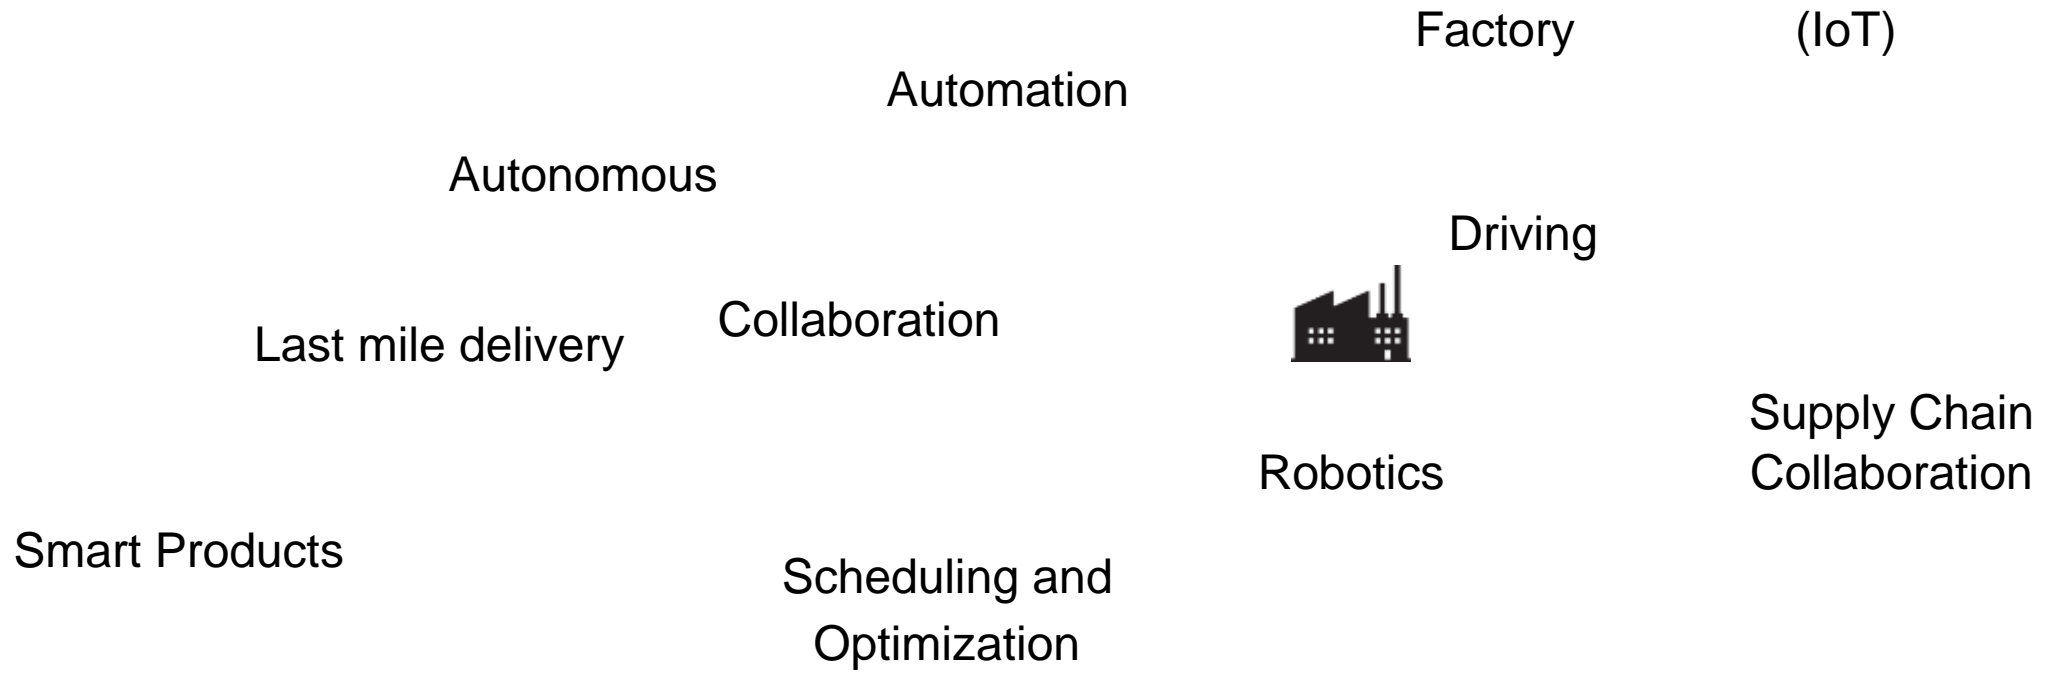 Factory
(IoT)
Automation
Autonomous
Driving
Collaboration
Last mile delivery
Supply Chain
Collaboration
Robotics
Smart Products
Scheduling and
Optimization